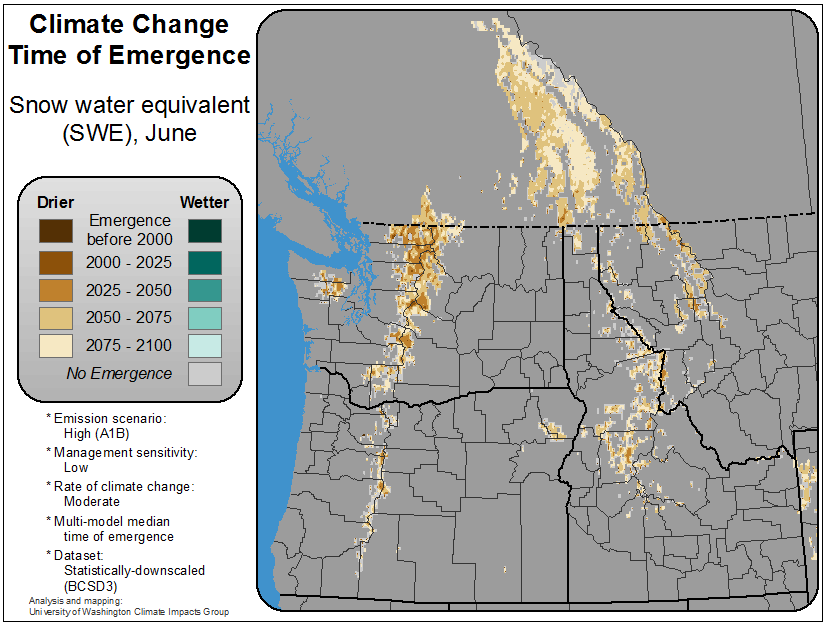 Climate Change
Time of Emergence
Snow water equivalent
(SWE), June
Drier Wetter
Emergence
before 2000
2000 - 2025
2025 - 2050
2050 - 2075
2075 - 2100
No Emergence
* Emission scenario:
High (A1B)
* Management sensitivity:
Low
* Rate of climate change:
Moderate
* Multi-model median
time of emergence
* Dataset:
Statistically-downscaled
(BCSD3)
Analysis and mapping:
University of Washington Climate Impacts Group